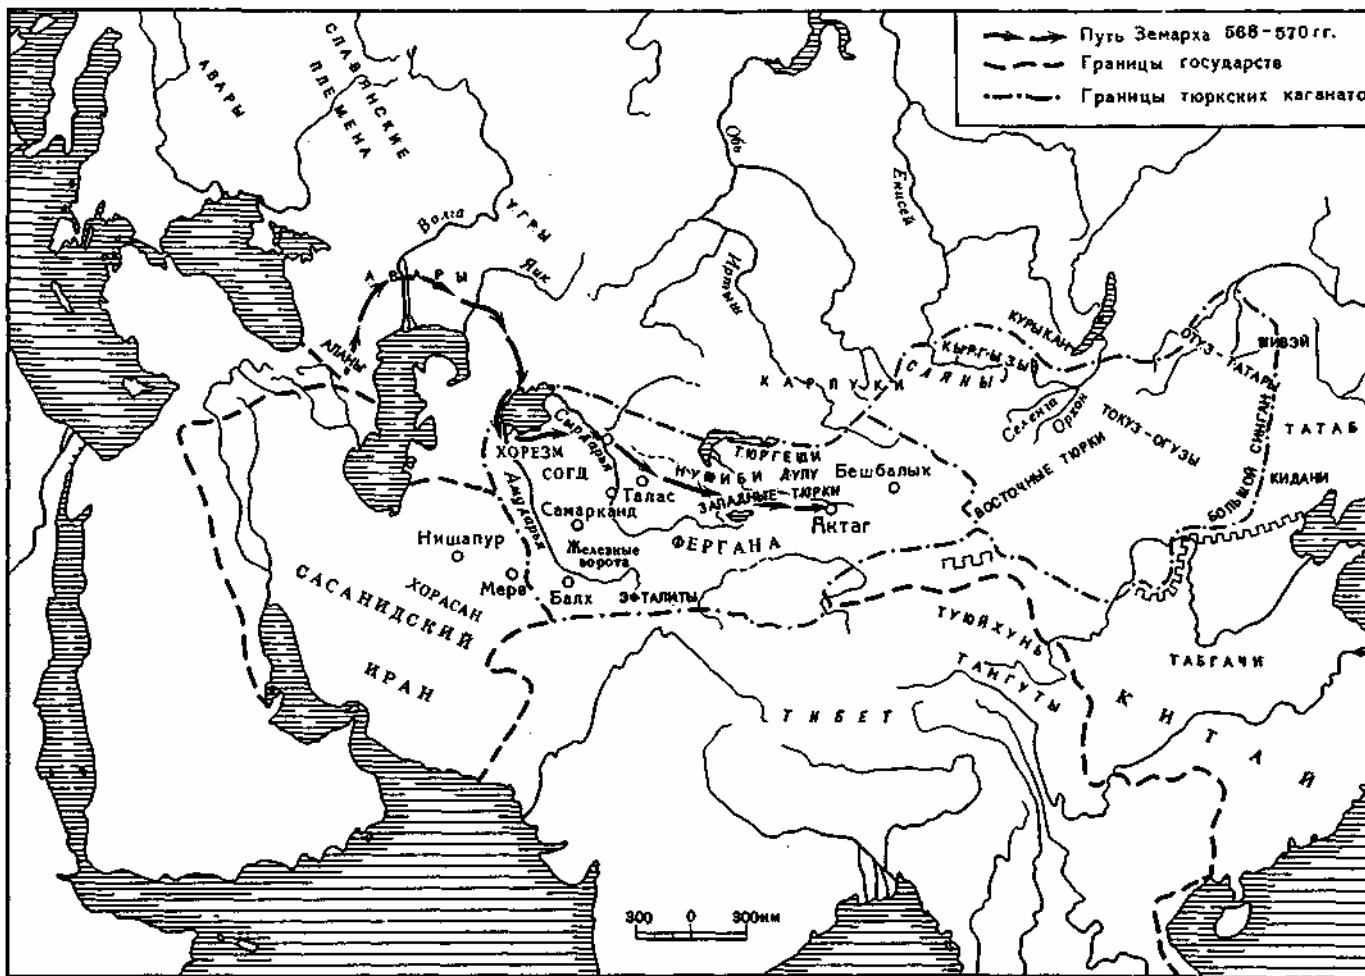 Путь Земарха 568-570 гг.
Границы государств
Границы тюркских каганато
АВАРЫ
СЛАВЯНСКИЕ
ПЛЕМЕНА
Обь
Енисей
Волга
УГРЫ
Яик
АВАРЫ
Иртыш
АЛАНЫ
КУРЫКАН
КЫРГЫЗЫ
САЯНЫ
КАРЛУКИ
Селенга
Орхон
ОТУЗ-ТАТАРЫ
ШИВЭЙ
ТОКУЗ-ОГУЗЫ
ТАТАБ
БОЛЬШОЙ СИНГАН
КИДАНИ
ВОСТОЧНЫЕ ТЮРКИ
ХОРЕЗМ
Сырдарья
СОГД
ТЮРГЕШИ
НУШИБИ ДУЛУ
Бешбалык
Талас
ЗАПАДНЫЕ-ТЮРКИ
Актаг
Амударья
Самарканд
ФЕРГАНА
Нишапур
Железные
ворота
Мерв
Балх
ЭФТАЛИТЫ
ХОРАСАН
САСАНИДСКИЙ
ИРАН
ТУЮЙХУНЬ
ТАНГУТЫ
ТАБГАЧИ
ТИБЕТ
КИТАЙ
300 0 300км